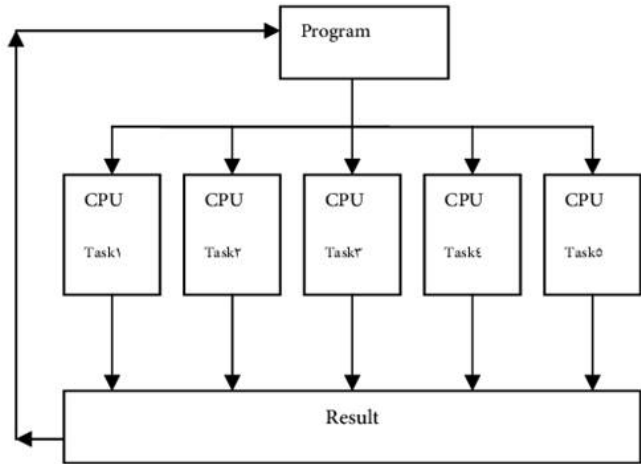 Program
CPU
Task١
CPU
Task٢
CPU
Task٣
CPU
Task٤
CPU
Task٥
Result